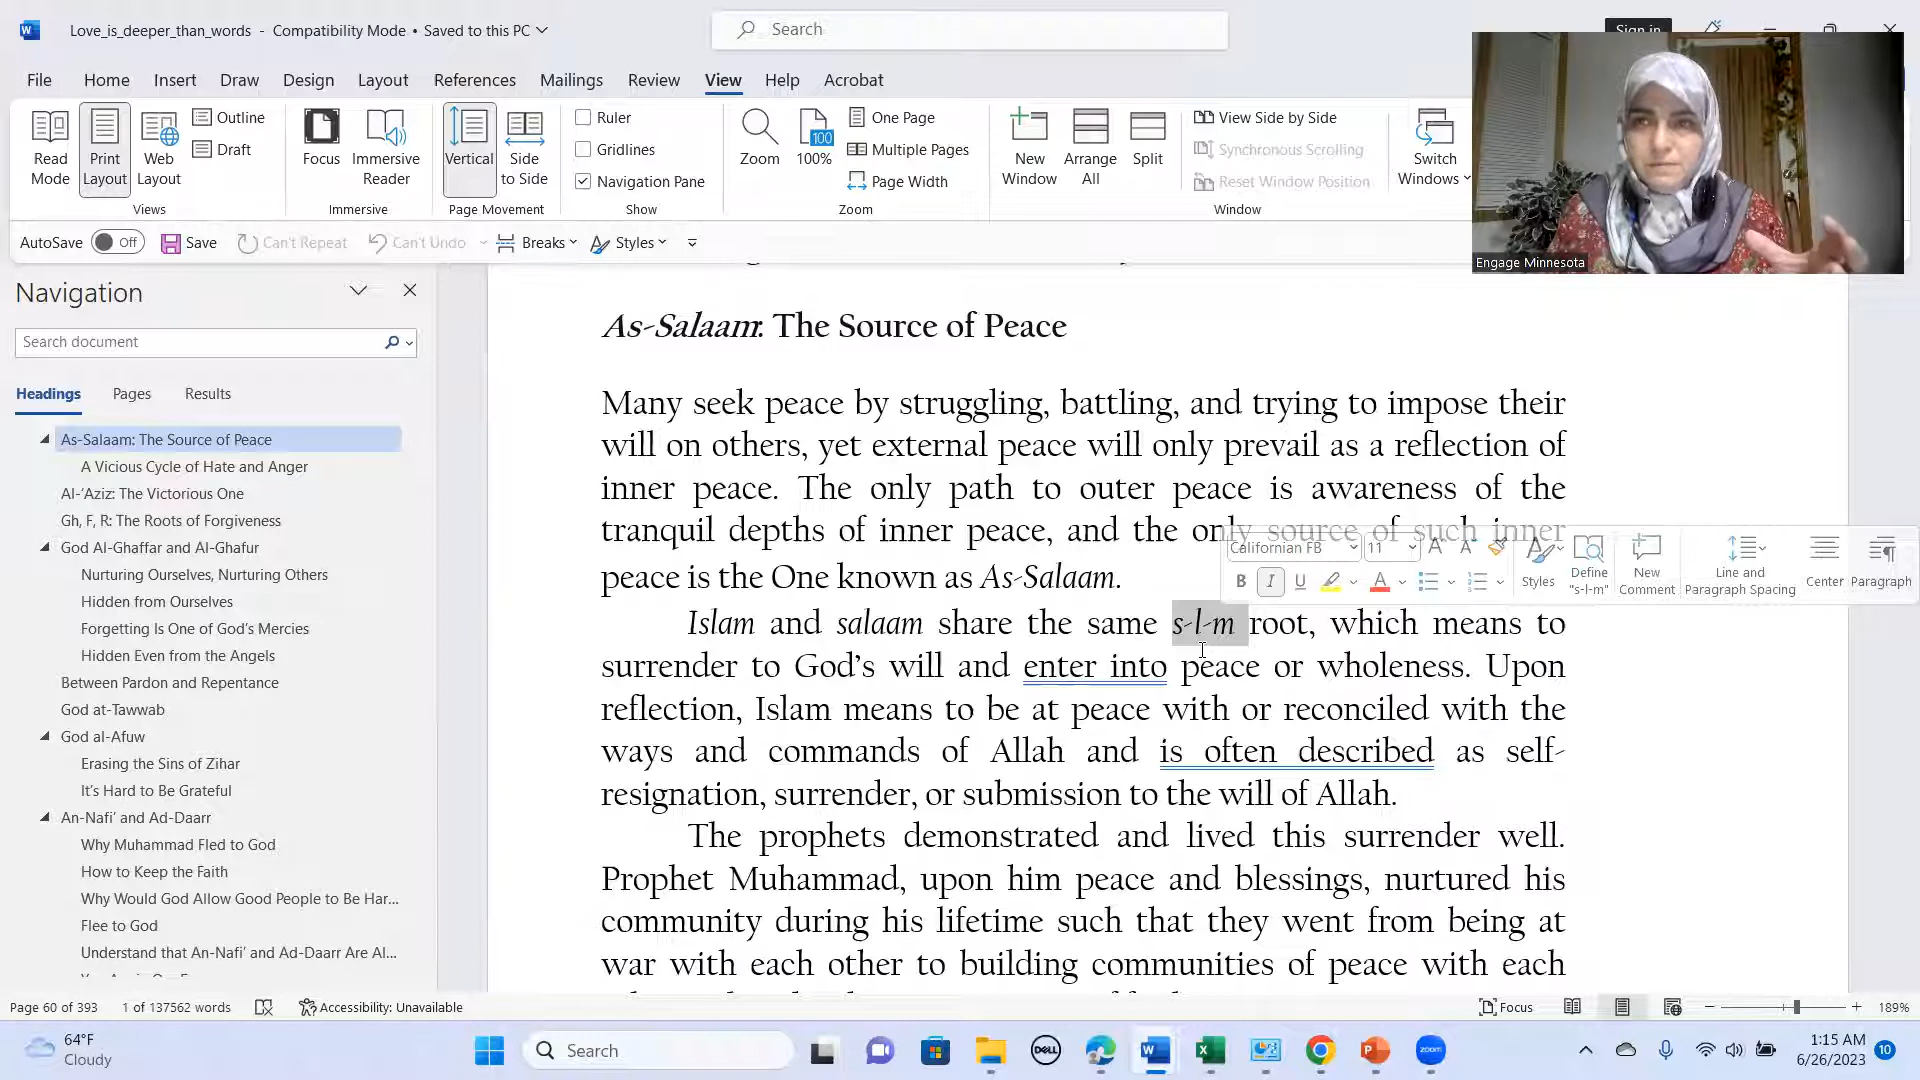 Love_is_deeper_than_words - Compatibility Mode • Saved to this PC
Search
Sign in
File Home Insert Draw Design Layout References Mailings Review View Help Acrobat
Read Mode
Print Layout
Web Layout
Outline
Draft
Views
Focus
Immersive Reader
Immersive
Vertical
Side to Side
Page Movement
Ruler
Gridlines
Navigation Pane
Show
Zoom
100
100%
One Page
Multiple Pages
Page Width
Zoom
New Window
Arrange All
Split
View Side by Side
Synchronous Scrolling
Reset Window Position
Window
Switch Windows
Engage Minnesota
AutoSave Off Save Can't Repeat Can't Undo Breaks Styles
Navigation
Search document
Headings Pages Results
As-Salaam: The Source of Peace
A Vicious Cycle of Hate and Anger
Al-'Aziz: The Victorious One
Gh, F, R: The Roots of Forgiveness
God Al-Ghaffar and Al-Ghafur
Nurturing Ourselves, Nurturing Others
Hidden from Ourselves
Forgetting Is One of God's Mercies
Hidden Even from the Angels
Between Pardon and Repentance
God at-Tawwab
God al-Afuw
Erasing the Sins of Zihar
It's Hard to Be Grateful
An-Nafi' and Ad-Darr
Why Muhammad Fled to God
How to Keep the Faith
Why Would God Allow Good People to Be Har...
Flee to God
Understand that An-Nafi' and Ad-Darr Are Al...
As-Salaam: The Source of Peace
Many seek peace by struggling, battling, and trying to impose their
will on others, yet external peace will only prevail as a reflection of
inner peace. The only path to outer peace is awareness of the
tranquil depths of inner peace, and the only source of such inner
peace is the One known as As-Salaam.
Islam and salaam share the same s-l-m root, which means to
surrender to God's will and enter into peace or wholeness. Upon
reflection, Islam means to be at peace with or reconciled with the
ways and commands of Allah and is often described as self-
resignation, surrender, or submission to the will of Allah.
The prophets demonstrated and lived this surrender well.
Prophet Muhammad, upon him peace and blessings, nurtured his
community during his lifetime such that they went from being at
war with each other to building communities of peace with each
Californian FB 11
B I U A
Styles
Define "s-l-m"
New Comment
Line and Paragraph Spacing
Center
Paragraph
Page 60 of 393 1 of 137562 words Accessibility: Unavailable
Focus
189%
64°F
Cloudy
Search
DELL
zoom
1:15 AM
6/26/2023
10